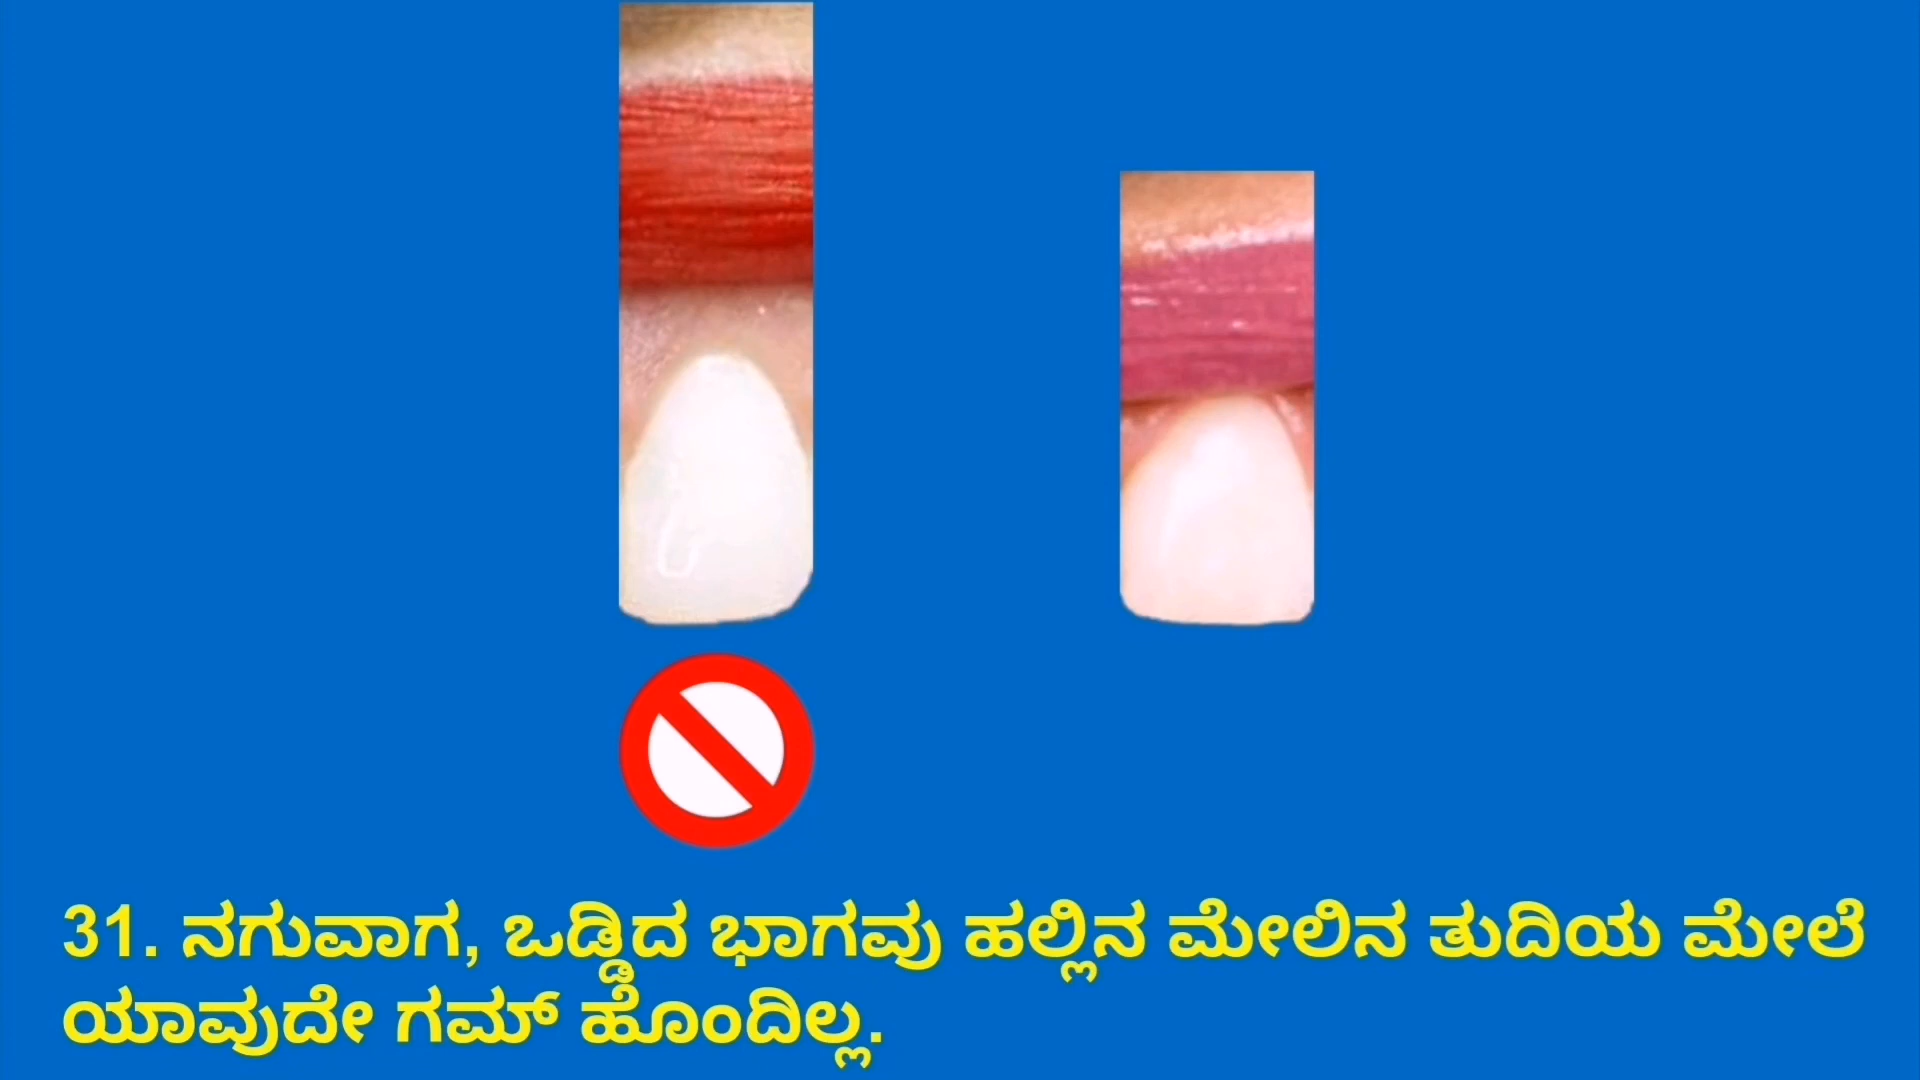 31. ನಗುವಾಗ, ಒಡ್ಡಿದ ಭಾಗವು ಹಲ್ಲಿನ ಮೇಲಿನ ತುದಿಯ ಮೇಲೆ
ಯಾವುದೇ ಗಮ್ ಹೊಂದಿಲ್ಲ.